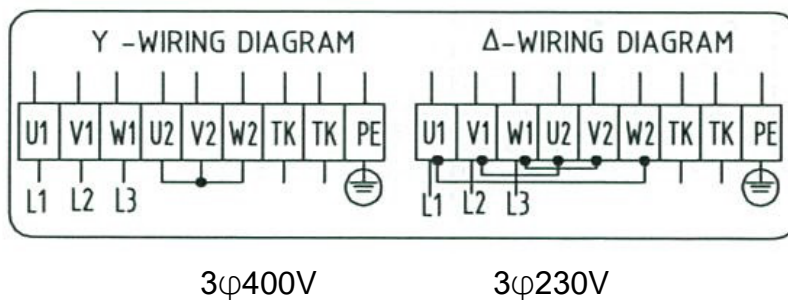 Y -WIRING DIAGRAM
U1 V1 W1 U2 V2 W2 TK TK PE
L1 L2 L3
Δ-WIRING DIAGRAM
U1 V1 W1 U2 V2 W2 TK TK PE
L1 L2 L3
3φ400V
3φ230V